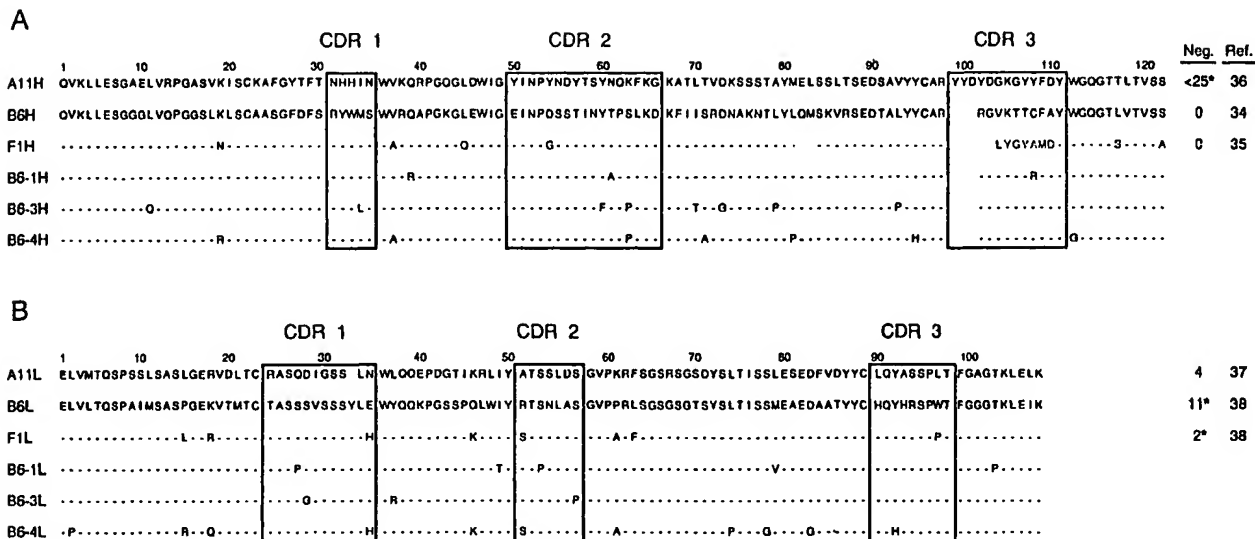 A
CDR 1 CDR 2 CDR 3
Neg. Ref.
1 10 20 30 40 50 60 70 80 90 100 110 120
A11H QVKLLESGAELVRPGASVKISCKAFGYTFT NHHIN WVKQRPGQGLDWIG YINPYNDYTSYNQKFKG KATLTVDKSSSTAYMELSSLTSEDSAVYYCAR YYDYDGKGYYFDY WGQGTTLTVSS <25* 36
B6H QVKLLESGGGLVQPGGSLKLSCAASGFDFS RYWMS WVRQAPGKGLEWIG EINPDSSTINYTPSLKD KFIISRDNAKNTLYLQMSKVRSEDTALYYCAR RGVKTTCFAY WGQGTLVTVSS 0 34
F1H ..................N........... ..... .A.......Q.... ....G............ ................................ LYGYAMD. ....S.....A 0 35
B6-1H .............................. ..... ...R.......... ...........A..... ................................ ......R... ...........
B6-3H ..........Q................... ...L. .............. ..........F..P... ...T..G.....P.............P..... .......... ...........
B6-4H ..................R........... ..... .A............ .............P... ....A.........P.............H... .......... G..........
B
CDR 1 CDR 2 CDR 3
1 10 20 30 40 50 60 70 80 90 100
A11L ELVMTQSPSSLSASLGERVDLTC RASQDIGSS LN WLQQEPDGTIKRLIY ATSSLDS GVPKRFSGSRSGSDYSLTISSLESEDFVDYYC LQYASSPLT FGAGTKLELK 4 37
B6L ELVLTQSPAIMSASPGEKVTMTC TASSSVSSSYLE WYQQKPGSSPQLWIY RTSNLAS GVPPRLSGSGSGTSYSLTISSMEAEDAATYYC HQYHRSPWT FGGGTKLEIK 11* 38
F1L ..............L..R..... ...........H ..........K.... S...... ...A.F.......................... .......P. .......... 2* 38
B6-1L ....................... ...P........ .............T. ..P.... .....................V.......... ......... ....P.....
B6-3L ....................... ....G....... .R............. ......P ................................ ......... ..........
B6-4L .P............R..Q..... ...........H ..........K.... S...... ...A............P...G....G...... ..H...... ..........